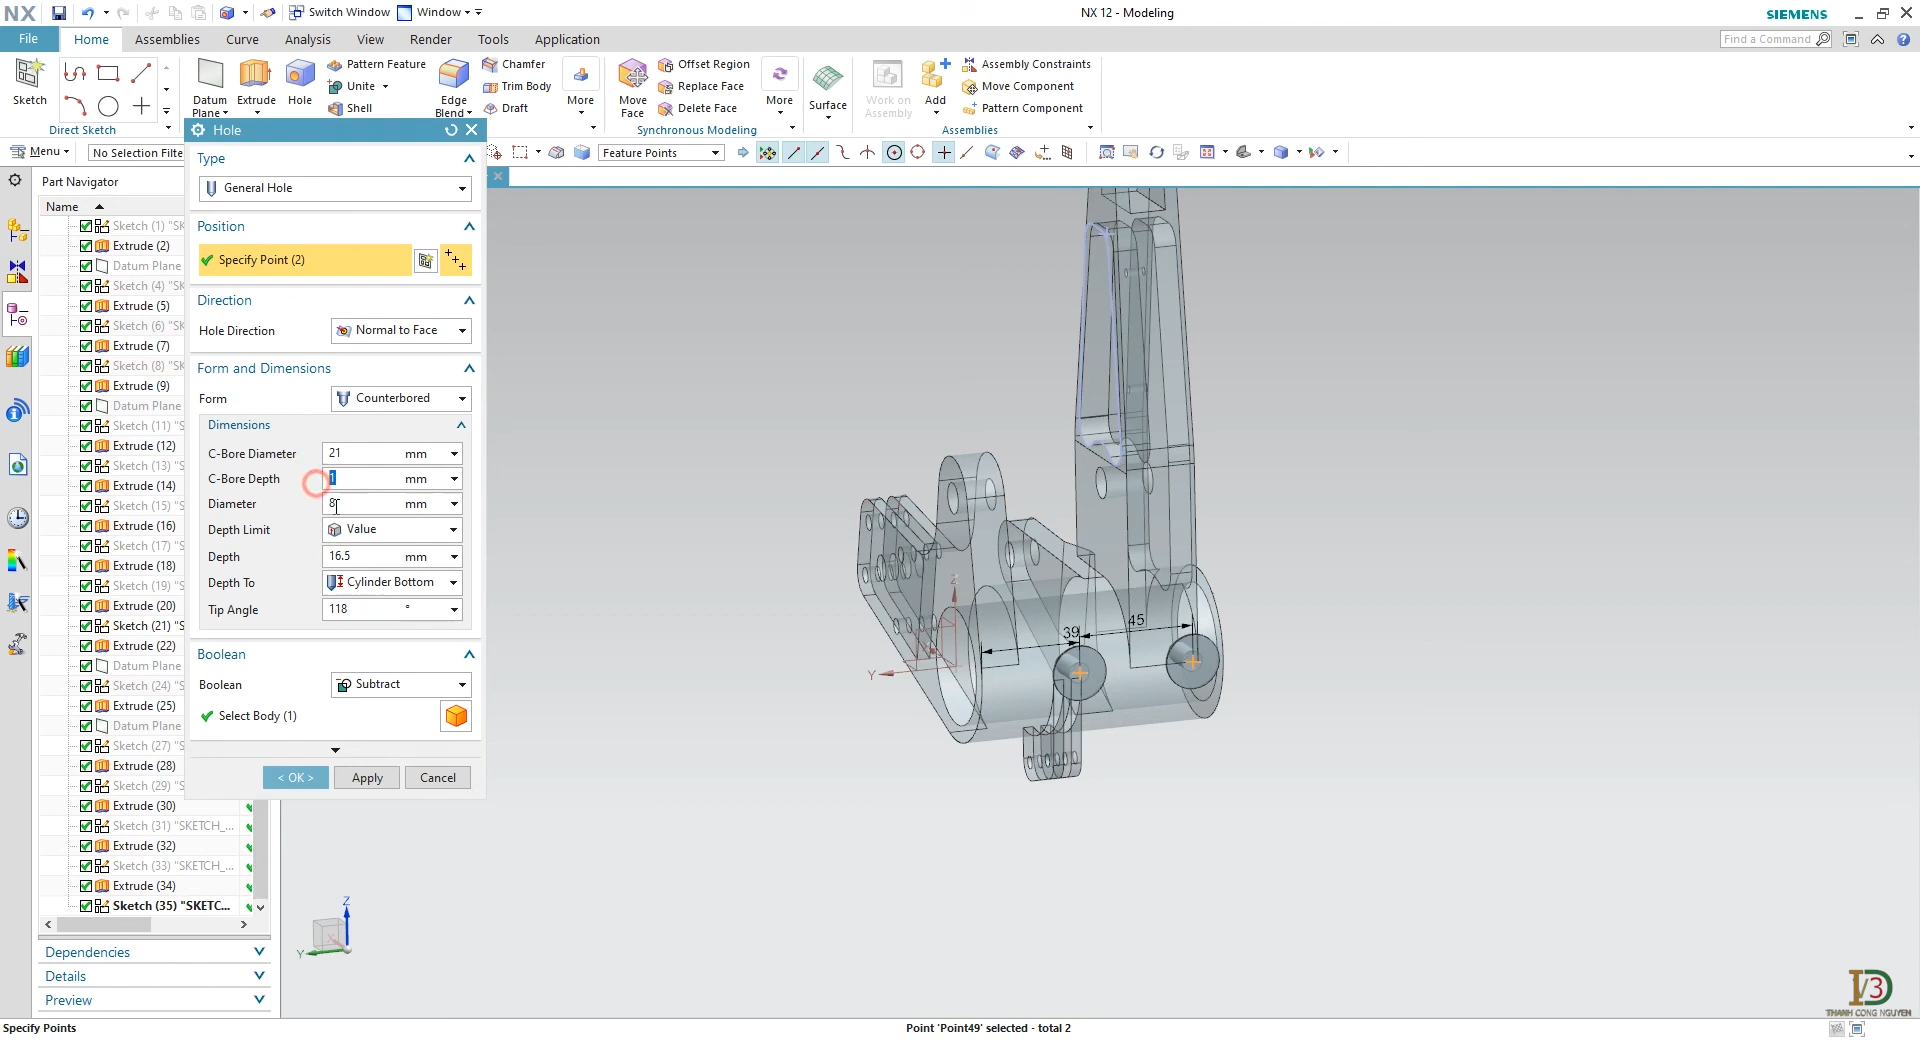 NX
Switch Window
Window
NX 12 - Modeling
SIEMENS
File
Home
Assemblies
Curve
Analysis
View
Render
Tools
Application
Find a Command
Sketch
Direct Sketch
Datum Plane
Extrude
Hole
Pattern Feature
Unite
Shell
Edge Blend
Chamfer
Trim Body
Draft
More
Move Face
Offset Region
Replace Face
Delete Face
More
Synchronous Modeling
Surface
Work on Assembly
Add
Assembly Constraints
Move Component
Pattern Component
Assemblies
Menu
No Selection Filte
Feature Points
Part Navigator
Name
Sketch (1) "SK
Extrude (2)
Datum Plane
Sketch (4) "SK
Extrude (5)
Sketch (6) "SK
Extrude (7)
Sketch (8) "SK
Extrude (9)
Datum Plane
Sketch (11) "S
Extrude (12)
Sketch (13) "S
Extrude (14)
Sketch (15) "S
Extrude (16)
Sketch (17) "S
Extrude (18)
Sketch (19) "S
Extrude (20)
Sketch (21) "S
Extrude (22)
Datum Plane
Sketch (24) "S
Extrude (25)
Datum Plane
Sketch (27) "S
Extrude (28)
Sketch (29) "S
Extrude (30)
Sketch (31) "SKETCH_...
Extrude (32)
Sketch (33) "SKETCH_...
Extrude (34)
Sketch (35) "SKETC...
Dependencies
Details
Preview
Hole
Type
General Hole
Position
Specify Point (2)
Direction
Hole Direction
Normal to Face
Form and Dimensions
Form
Counterbored
Dimensions
C-Bore Diameter 21 mm
C-Bore Depth 1 mm
Diameter 8 mm
Depth Limit Value
Depth 16.5 mm
Depth To Cylinder Bottom
Tip Angle 118 °
Boolean
Boolean Subtract
Select Body (1)
< OK >
Apply
Cancel
39
45
Z
Y
Z
Y
THANH CONG NGUYEN
Specify Points
Point 'Point49' selected - total 2